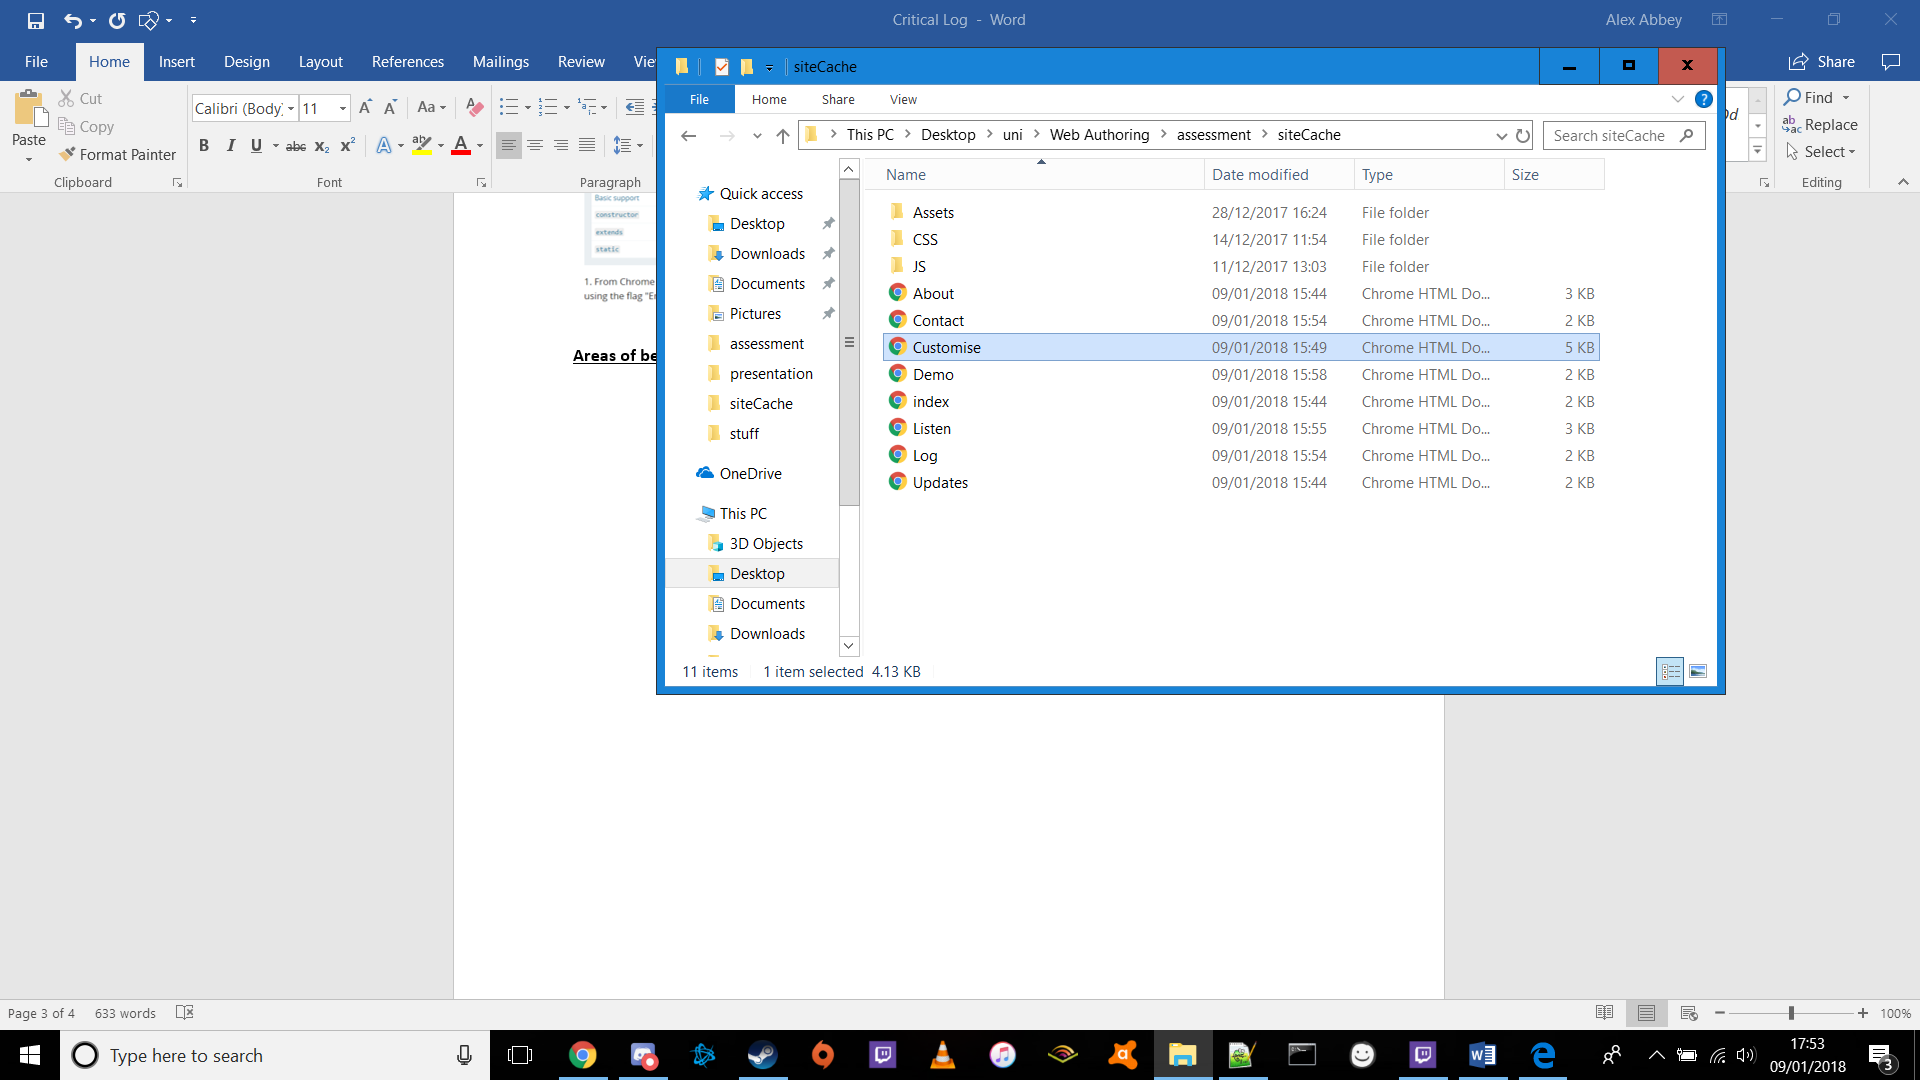 Critical Log - Word
Alex Abbey
File Home Insert Design Layout References Mailings Review
Share
Cut
Copy
Format Painter
Paste
Clipboard
Calibri (Body) 11
Font
Paragraph
Find
Replace
Select
Editing
Basic support
constructor
extends
static
1. From Chrome
using the flag
Areas of be
siteCache
File Home Share View
This PC > Desktop > uni > Web Authoring > assessment > siteCache
Search siteCache
Quick access
Desktop
Downloads
Documents
Pictures
assessment
presentation
siteCache
stuff
OneDrive
This PC
3D Objects
Desktop
Documents
Downloads
Name Date modified Type Size
Assets 28/12/2017 16:24 File folder
CSS 14/12/2017 11:54 File folder
JS 11/12/2017 13:03 File folder
About 09/01/2018 15:44 Chrome HTML Do... 3 KB
Contact 09/01/2018 15:54 Chrome HTML Do... 2 KB
Customise 09/01/2018 15:49 Chrome HTML Do... 5 KB
Demo 09/01/2018 15:58 Chrome HTML Do... 2 KB
index 09/01/2018 15:44 Chrome HTML Do... 2 KB
Listen 09/01/2018 15:55 Chrome HTML Do... 3 KB
Log 09/01/2018 15:54 Chrome HTML Do... 2 KB
Updates 09/01/2018 15:44 Chrome HTML Do... 2 KB
11 items 1 item selected 4.13 KB
Page 3 of 4 633 words
100%
Type here to search
17:53
09/01/2018
3